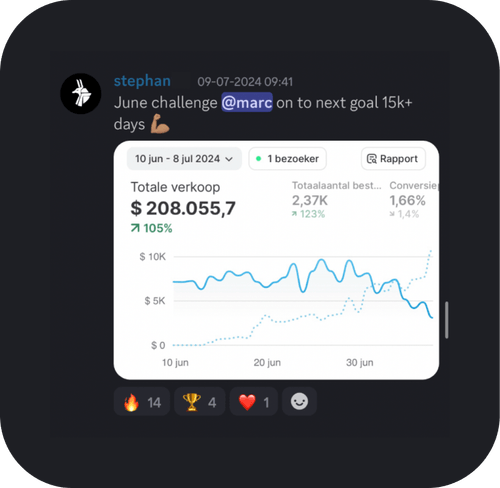 stephan 09-07-2024 09:41
June challenge @marc on to next goal 15k+
days 💪🏽
10 jun - 8 jul 2024 1 bezoeker Rapport
Totale verkoop Totaalaantal best... Conversie
$ 208.055,7 2,37K 1,66%
↗ 105% ↗ 123% ↘ 1,4%
$ 10K
$ 5K
$ 0
10 jun 20 jun 30 jun
🔥 14 🏆 4 ❤️ 1